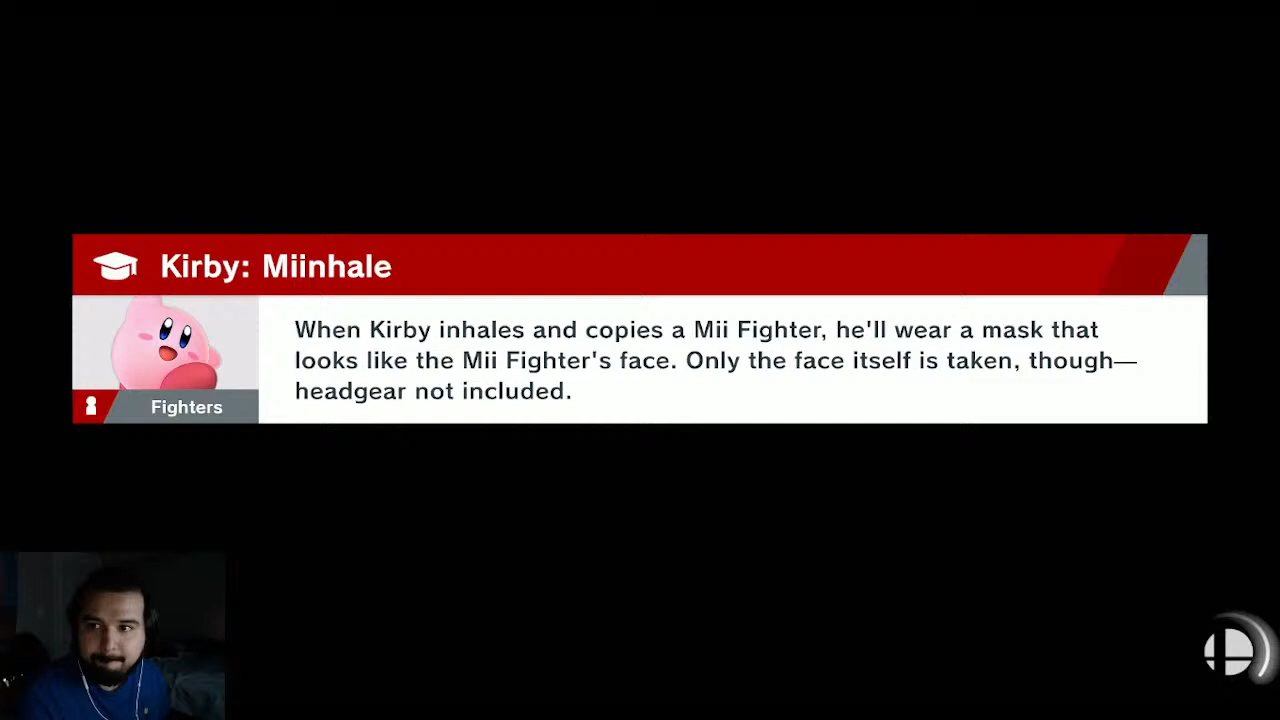 Kirby: Miinhale
When Kirby inhales and copies a Mii Fighter, he'll wear a mask that
looks like the Mii Fighter's face. Only the face itself is taken, though—
headgear not included.
Fighters